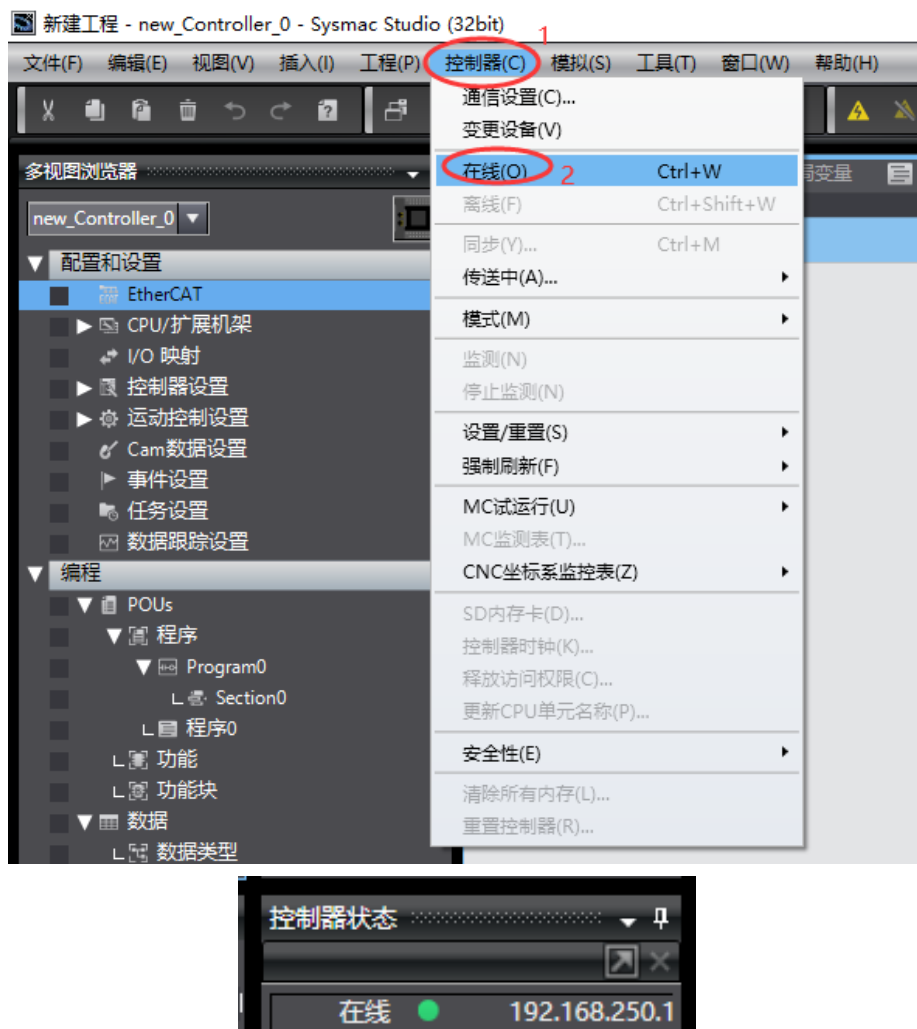 新建工程 - new_Controller_0 - Sysmac Studio (32bit)
1
文件(F) 编辑(E) 视图(V) 插入(I) 工程(P) 控制器(C) 模拟(S) 工具(T) 窗口(W) 帮助(H)
通信设置(C)...
变更设备(V)
多视图浏览器
在线(O) 2 Ctrl+W
局变量
new_Controller_0
离线(F) Ctrl+Shift+W
同步(Y)... Ctrl+M
配置和设置
传送中(A)...
EtherCAT
模式(M)
CPU/扩展机架
I/O 映射
监测(N)
控制器设置
停止监测(N)
运动控制设置
设置/重置(S)
Cam数据设置
强制刷新(F)
事件设置
MC试运行(U)
任务设置
MC监测表(T)...
数据跟踪设置
编程
CNC坐标系监控表(Z)
POUs
SD内存卡(D)...
程序
控制器时钟(K)...
Program0
释放访问权限(C)...
Section0
更新CPU单元名称(P)...
程序0
功能
安全性(E)
功能块
清除所有内存(L)...
数据
重置控制器(R)...
数据类型
控制器状态
在线 192.168.250.1